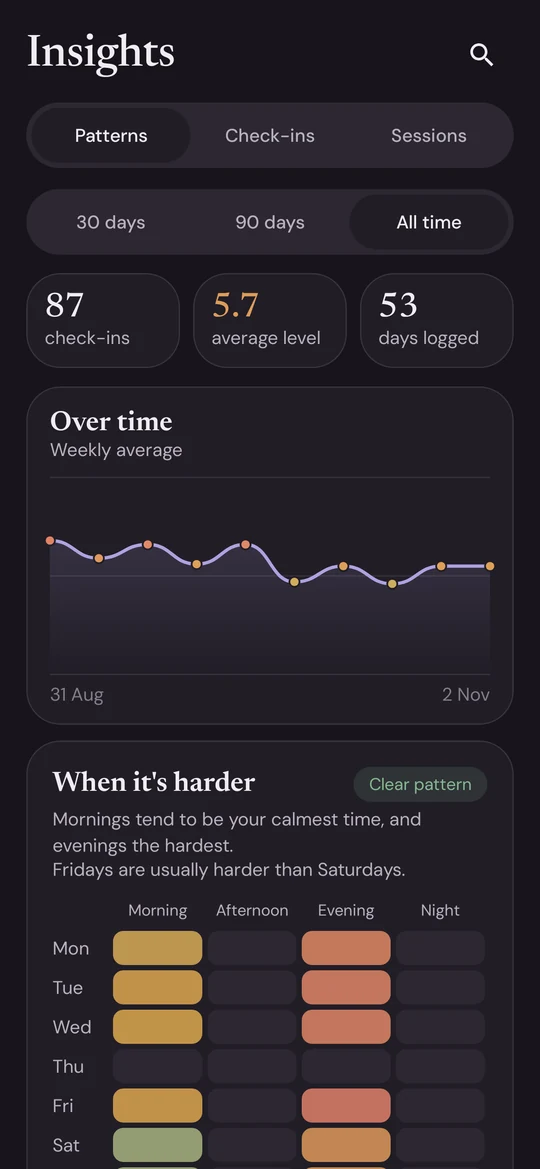 Insights
Patterns Check-ins Sessions
30 days 90 days All time
87 5.7 53
check-ins average level days logged
Over time
Weekly average
31 Aug 2 Nov
When it's harder Clear pattern
Mornings tend to be your calmest time, and
evenings the hardest.
Fridays are usually harder than Saturdays.
Morning Afternoon Evening Night
Mon
Tue
Wed
Thu
Fri
Sat